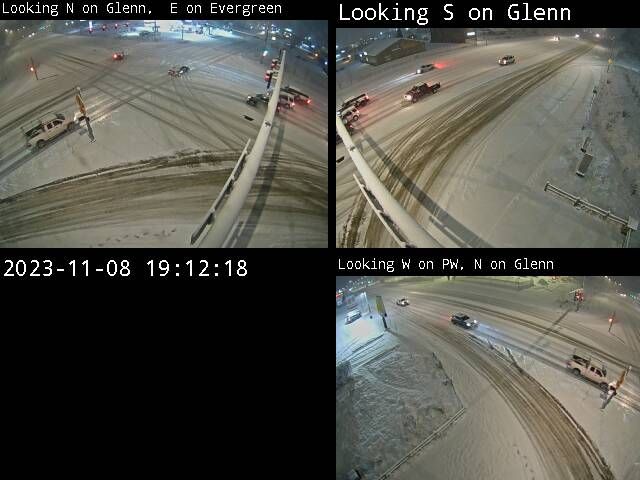 Looking N on Glenn,  E on Evergreen
Looking S on Glenn
2023-11-08 19:12:18
Looking W on PW, N on Glenn